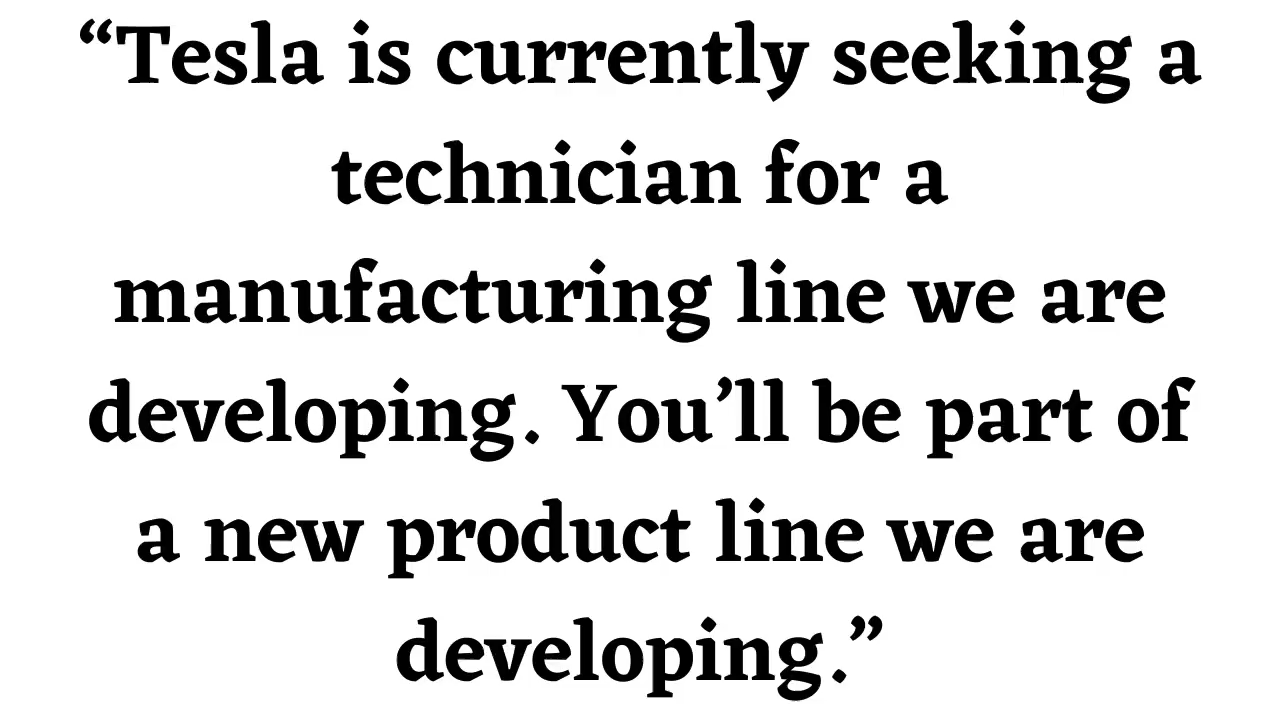 “Tesla is currently seeking a
technician for a
manufacturing line we are
developing. You’ll be part of
a new product line we are
developing.”